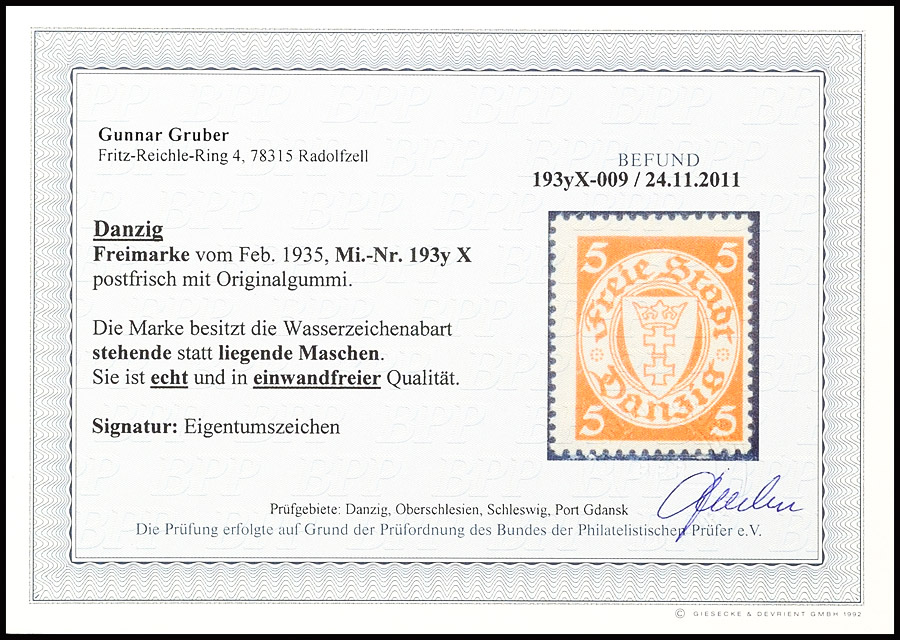 Gunnar Gruber
Fritz-Reichle-Ring 4, 78315 Radolfzell
BEFUND
193yX-009 / 24.11.2011
Danzig
Freimarke vom Feb. 1935, Mi.-Nr. 193y X
postfrisch mit Originalgummi.
Die Marke besitzt die Wasserzeichenabart
stehende statt liegende Maschen.
Sie ist echt und in einwandfreier Qualität.
Signatur: Eigentumszeichen
5 5
Freie Stadt
Danzig
5 5
Prüfgebiete: Danzig, Oberschlesien, Schleswig, Port Gdansk
Die Prüfung erfolgte auf Grund der Prüfordnung des Bundes der Philatelistischen Prüfer e.V.
© GIESECKE & DEVRIENT GMBH 1992